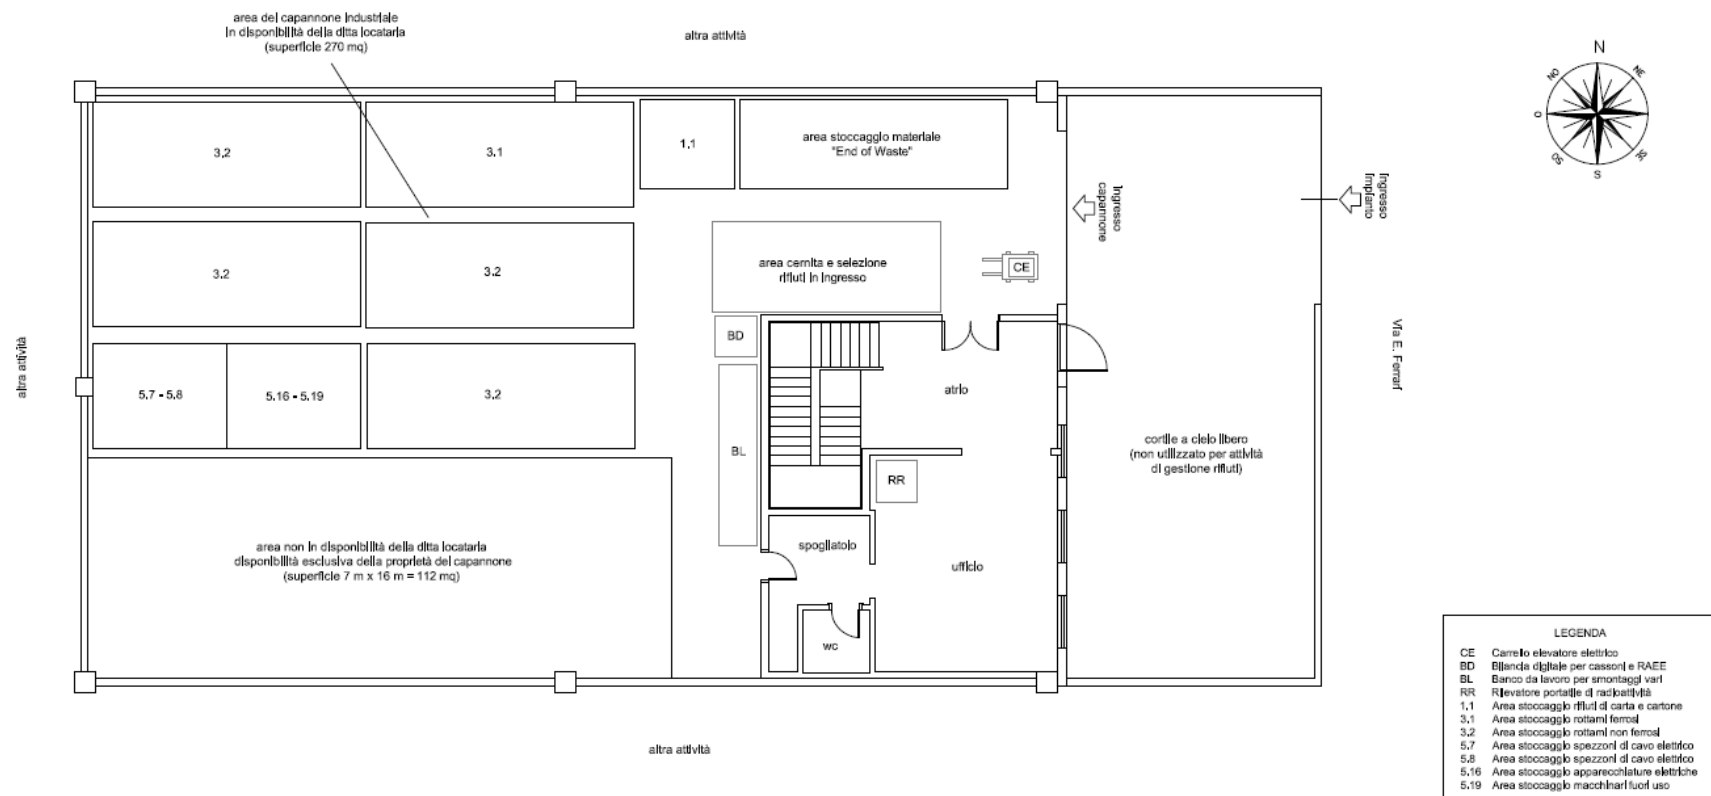 area del capannone industriale
in disponibilità della ditta locataria
(superficie 270 mq)
altra attività
N
NO
NE
O
SO
SE
S
3.2
3.1
1.1
area stoccaggio materiale
"End of Waste"
Ingresso
capannone
Ingresso
Impianto
3.2
3.2
area cernita e selezione
rifiuti in ingresso
CE
BD
altra attività
Via E. Ferrari
5.7 - 5.8
5.16 - 5.19
3.2
atrio
BL
cortile a cielo libero
(non utilizzato per attività
di gestione rifiuti)
RR
area non in disponibilità della ditta locataria
disponibilità esclusiva della proprietà del capannone
(superficie 7 m x 16 m = 112 mq)
spogliatoio
ufficio
wc
altra attività
LEGENDA
CE Carrello elevatore elettrico
BD Bilancia digitale per cassoni e RAEE
BL Banco da lavoro per smontaggi vari
RR Rilevatore portatile di radioattività
1.1 Area stoccaggio rifiuti di carta e cartone
3.1 Area stoccaggio rottami ferrosi
3.2 Area stoccaggio rottami non ferrosi
5.7 Area stoccaggio spezzoni di cavo elettrico
5.8 Area stoccaggio spezzoni di cavo elettrico
5.16 Area stoccaggio apparecchiature elettriche
5.19 Area stoccaggio macchinari fuori uso